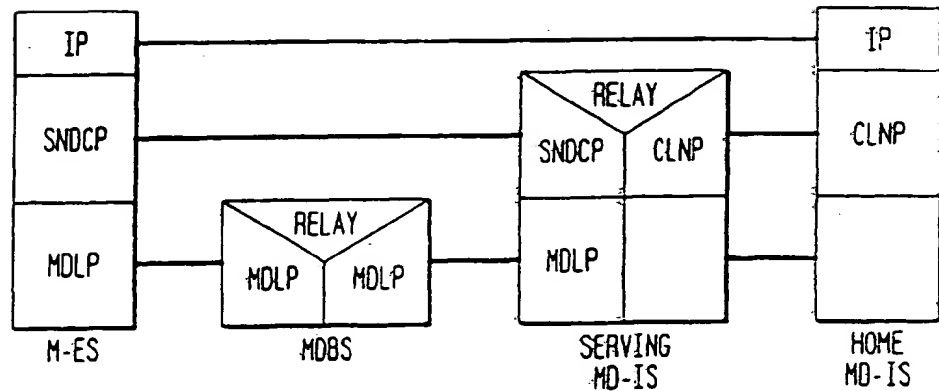 IP
IP
RELAY
SNDCP
SNDCP
CLNP
CLNP
RELAY
MDLP
MDLP
MDLP
MDLP
M-ES
MDBS
SERVING
MD-IS
HOME
MD-IS